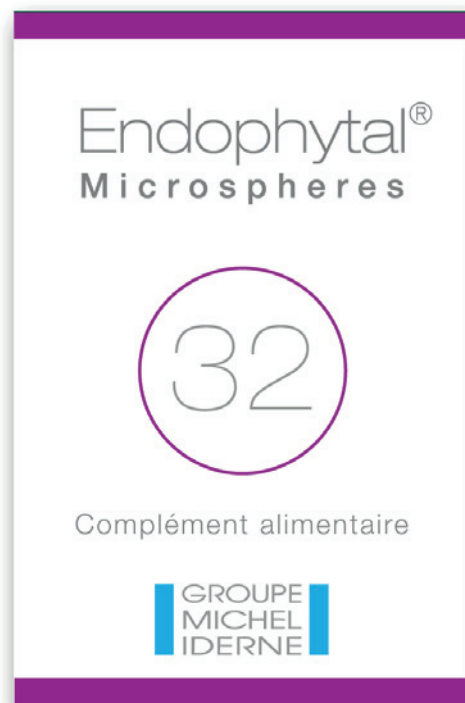 Endophytal®
Microspheres
32
Complément alimentaire
GROUPE
MICHEL
IDERNE